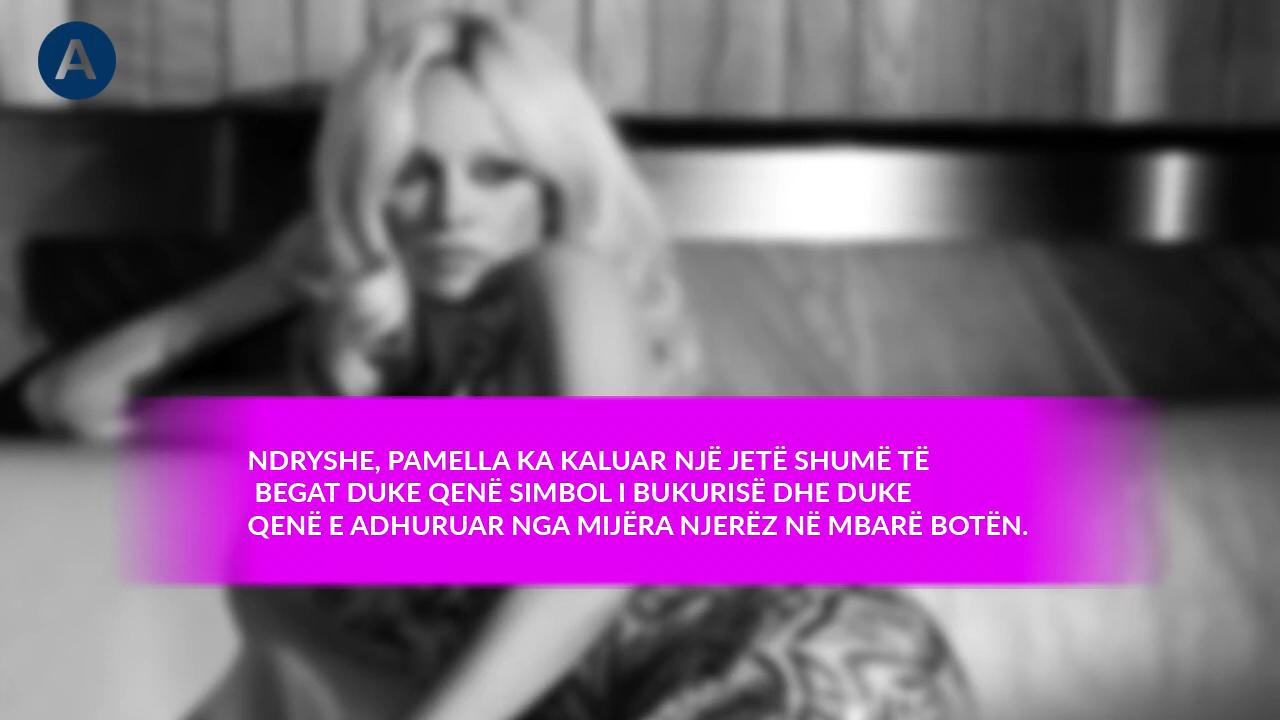 A
NDRYSHE, PAMELLA KA KALUAR NJË JETË SHUMË TË
BEGAT DUKE QENË SIMBOL I BUKURISË DHE DUKE
QENË E ADHURUAR NGA MIJËRA NJERËZ NË MBARË BOTËN.